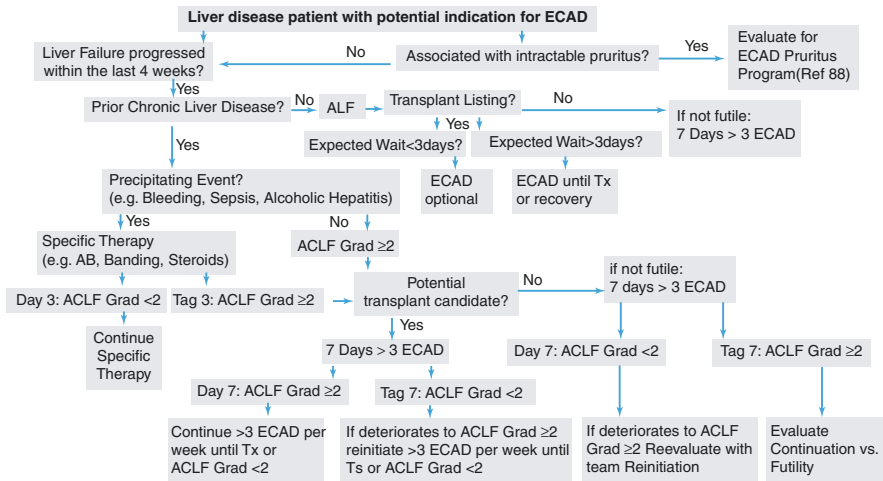 Liver disease patient with potential indication for ECAD
Liver Failure progressed
within the last 4 weeks?
No
Associated with intractable pruritus?
Yes
Evaluate for
ECAD Pruritus
Program(Ref 88)
Yes
Prior Chronic Liver Disease?
No
ALF
Transplant Listing?
No
If not futile:
7 Days > 3 ECAD
Yes
Yes
Expected Wait<3days?
Expected Wait>3days?
Precipitating Event?
(e.g. Bleeding, Sepsis, Alcoholic Hepatitis)
ECAD
optional
ECAD until Tx
or recovery
Yes
No
Specific Therapy
(e.g. AB, Banding, Steroids)
ACLF Grad ≥2
Day 3: ACLF Grad <2
Tag 3: ACLF Grad ≥2
Potential
transplant candidate?
No
if not futile:
7 days > 3 ECAD
Continue
Specific
Therapy
Yes
7 Days > 3 ECAD
Day 7: ACLF Grad <2
Tag 7: ACLF Grad ≥2
Day 7: ACLF Grad ≥2
Tag 7: ACLF Grad <2
Continue >3 ECAD per
week until Tx or
ACLF Grad <2
If deteriorates to ACLF Grad ≥2
reinitiate >3 ECAD per week until
Ts or ACLF Grad <2
If deteriorates to ACLF
Grad ≥2 Reevaluate with
team Reinitiation
Evaluate
Continuation vs.
Futility